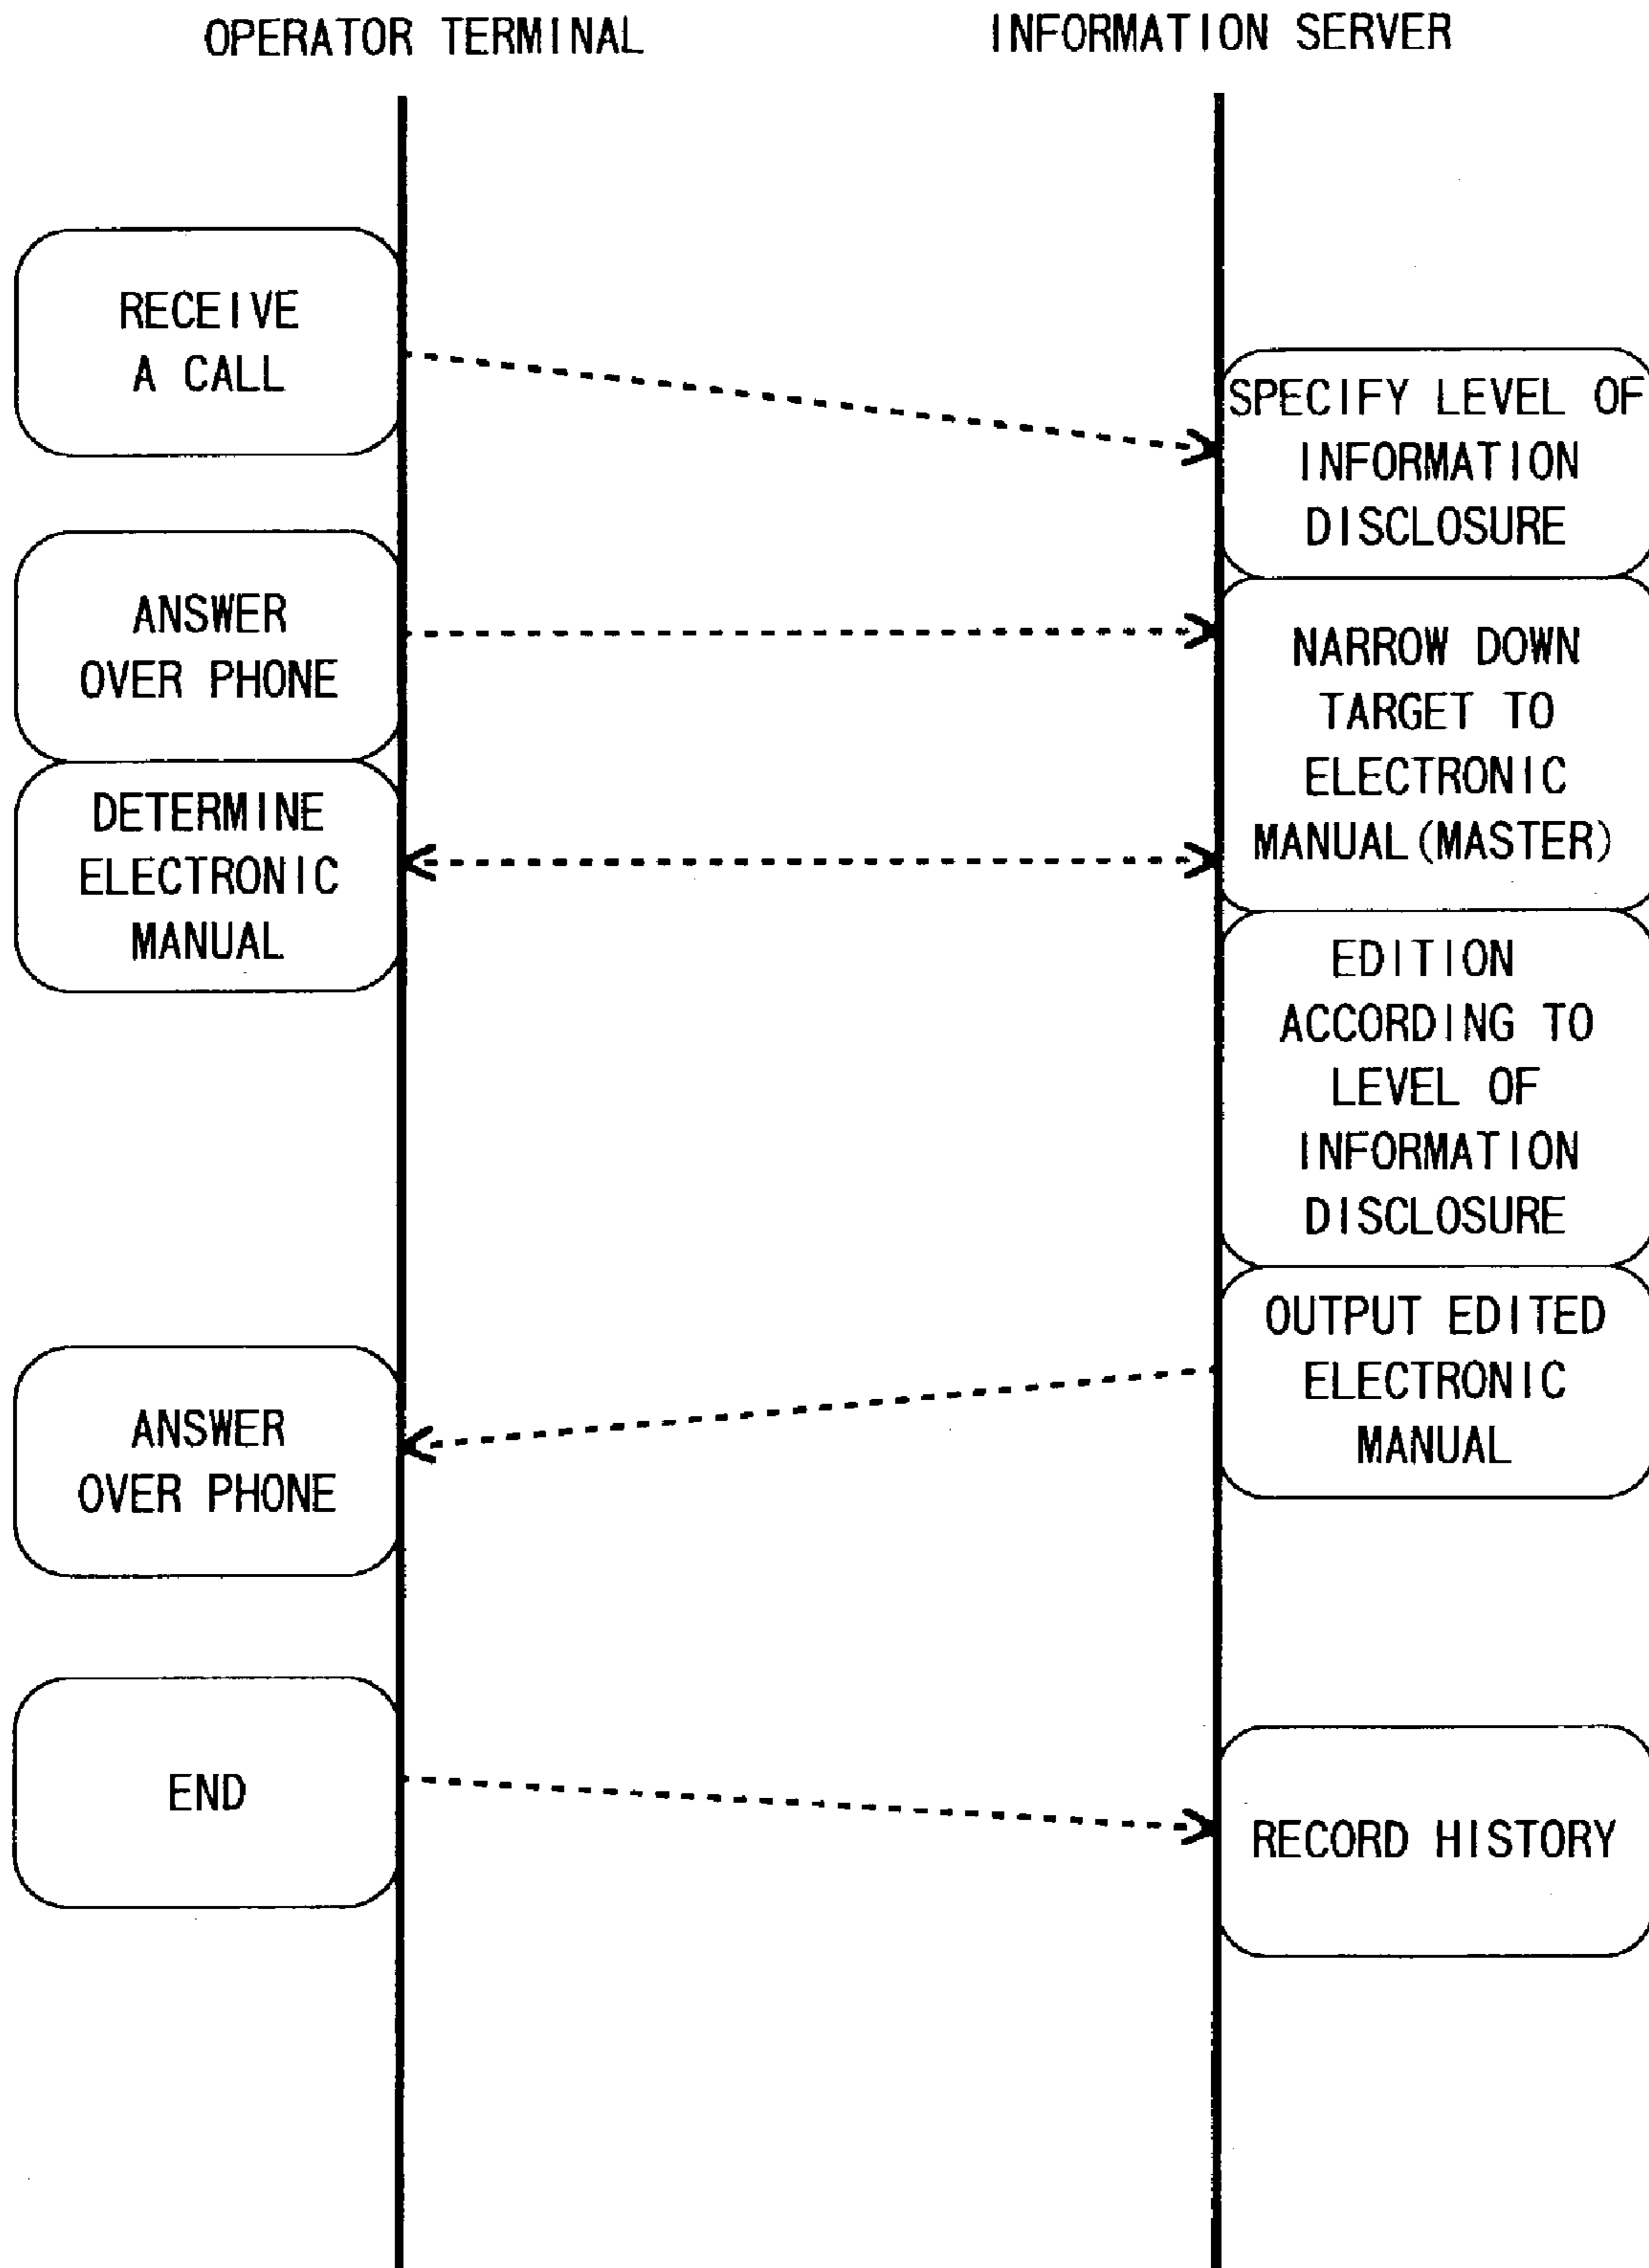 OPERATOR TERMINAL
INFORMATION SERVER
RECEIVE
A CALL
SPECIFY LEVEL OF
INFORMATION
DISCLOSURE
ANSWER
OVER PHONE
NARROW DOWN
TARGET TO
ELECTRONIC
MANUAL(MASTER)
DETERMINE
ELECTRONIC
MANUAL
EDITION
ACCORDING TO
LEVEL OF
INFORMATION
DISCLOSURE
OUTPUT EDITED
ELECTRONIC
MANUAL
ANSWER
OVER PHONE
END
RECORD HISTORY